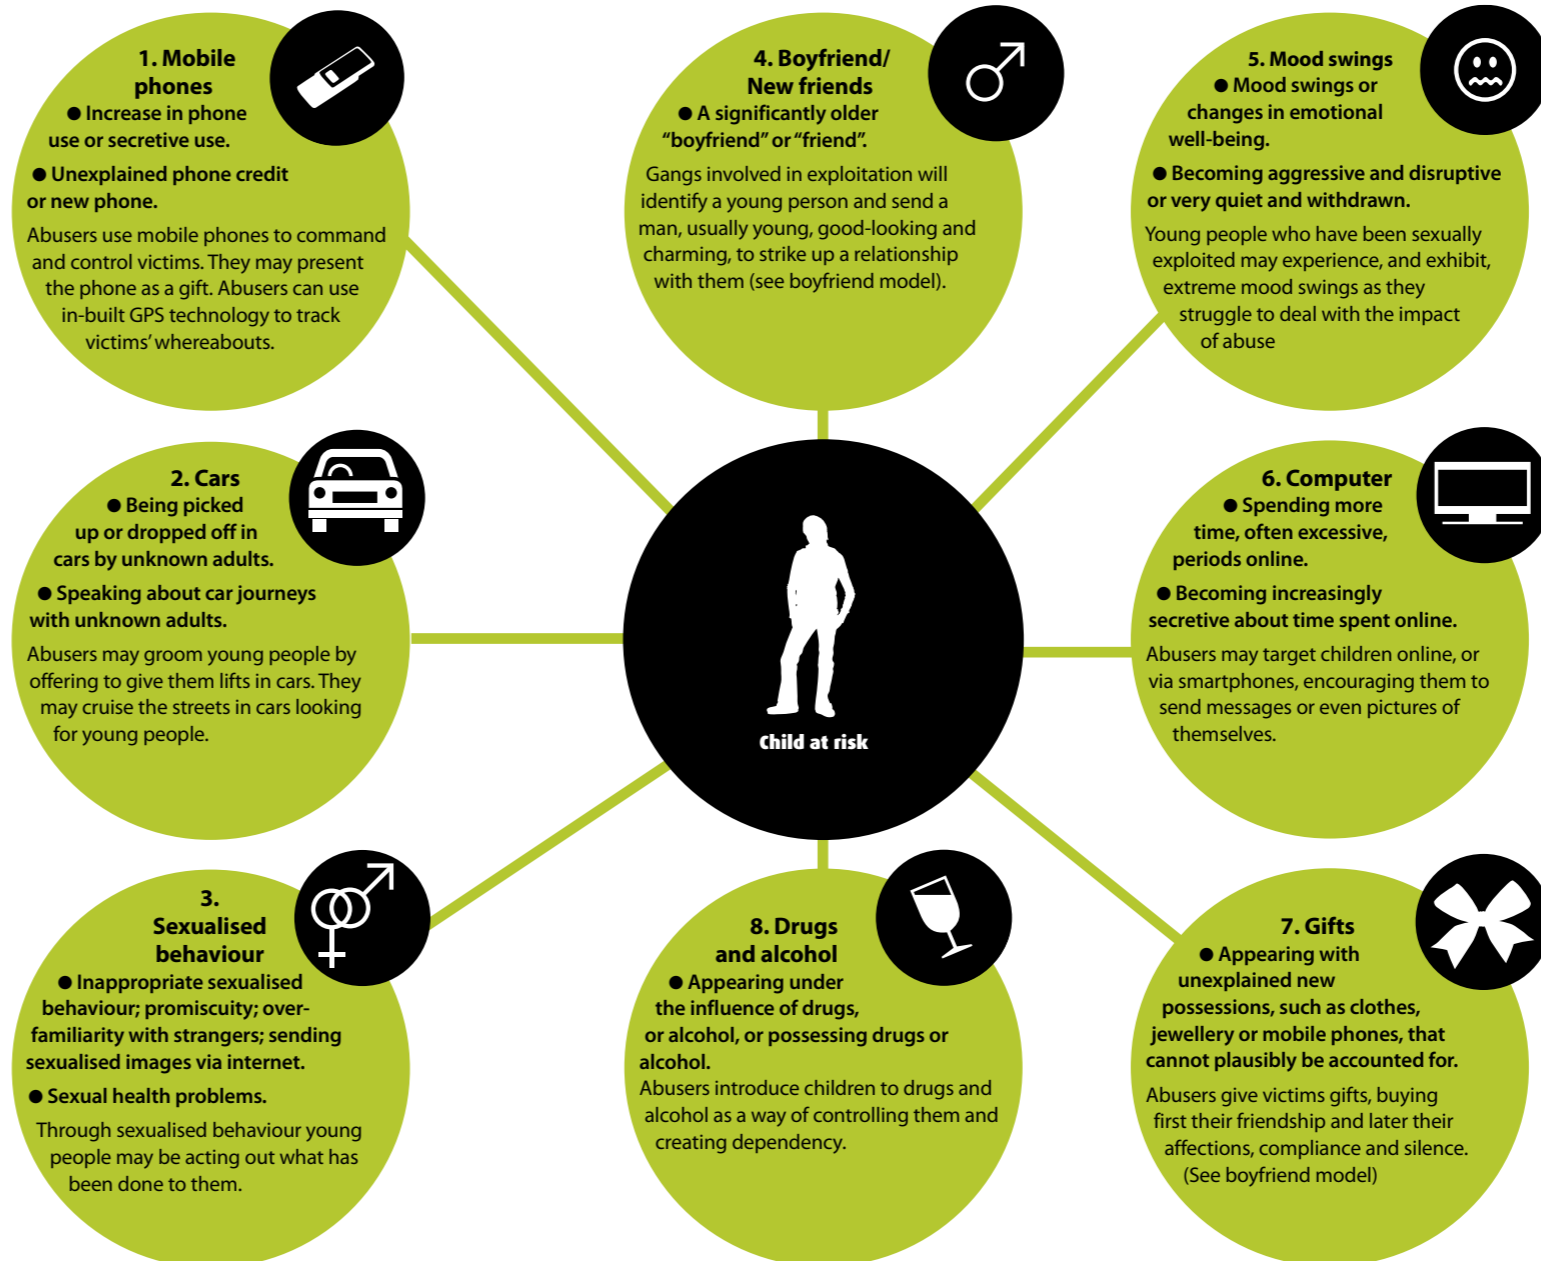 1. Mobile
phones
● Increase in phone
use or secretive use.
● Unexplained phone credit
or new phone.
Abusers use mobile phones to command
and control victims. They may present
the phone as a gift. Abusers can use
in-built GPS technology to track
victims’ whereabouts.
2. Cars
● Being picked
up or dropped off in
cars by unknown adults.
● Speaking about car journeys
with unknown adults.
Abusers may groom young people by
offering to give them lifts in cars. They
may cruise the streets in cars looking
for young people.
3.
Sexualised
behaviour
● Inappropriate sexualised
behaviour; promiscuity; over-
familiarity with strangers; sending
sexualised images via internet.
● Sexual health problems.
Through sexualised behaviour young
people may be acting out what has
been done to them.
4. Boyfriend/
New friends
● A significantly older
“boyfriend” or “friend”.
Gangs involved in exploitation will
identify a young person and send a
man, usually young, good-looking and
charming, to strike up a relationship
with them (see boyfriend model).
Child at risk
5. Mood swings
● Mood swings or
changes in emotional
well-being.
● Becoming aggressive and disruptive
or very quiet and withdrawn.
Young people who have been sexually
exploited may experience, and exhibit,
extreme mood swings as they
struggle to deal with the impact
of abuse
6. Computer
● Spending more
time, often excessive,
periods online.
● Becoming increasingly
secretive about time spent online.
Abusers may target children online, or
via smartphones, encouraging them to
send messages or even pictures of
themselves.
7. Gifts
● Appearing with
unexplained new
possessions, such as clothes,
jewellery or mobile phones, that
cannot plausibly be accounted for.
Abusers give victims gifts, buying
first their friendship and later their
affections, compliance and silence.
(See boyfriend model)
8. Drugs
and alcohol
● Appearing under
the influence of drugs,
or alcohol, or possessing drugs or
alcohol.
Abusers introduce children to drugs and
alcohol as a way of controlling them and
creating dependency.